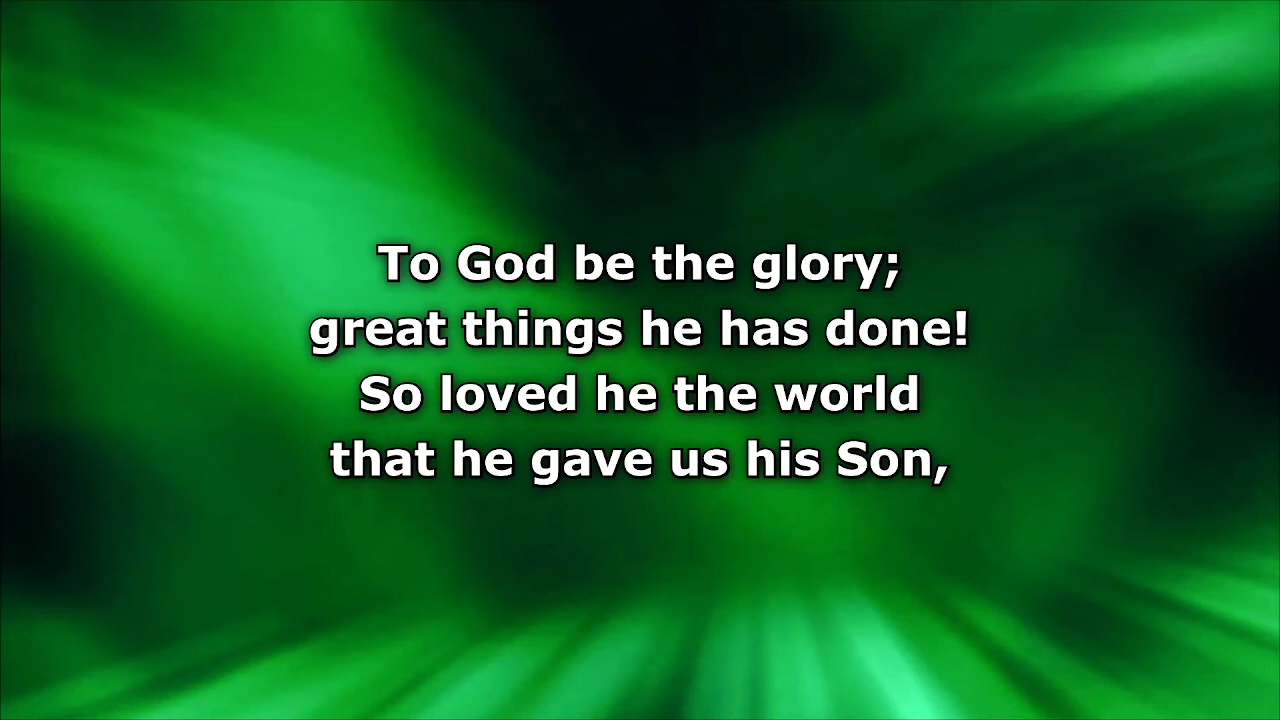 To God be the glory;
great things he has done!
So loved he the world
that he gave us his Son,